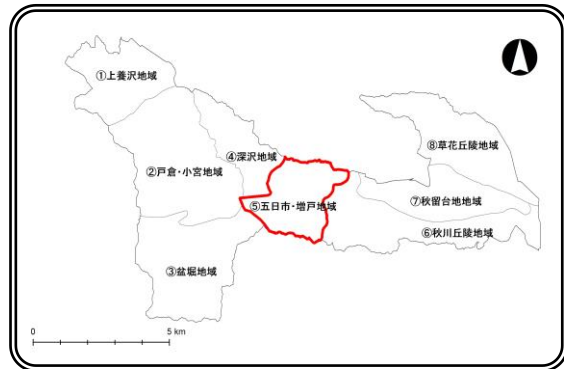 ①上養沢地域
⑧草花丘陵地域
④深沢地域
②戸倉・小宮地域
⑦秋留台地地域
⑤五日市・増戸地域
⑥秋川丘陵地域
③盆堀地域
0
5 km